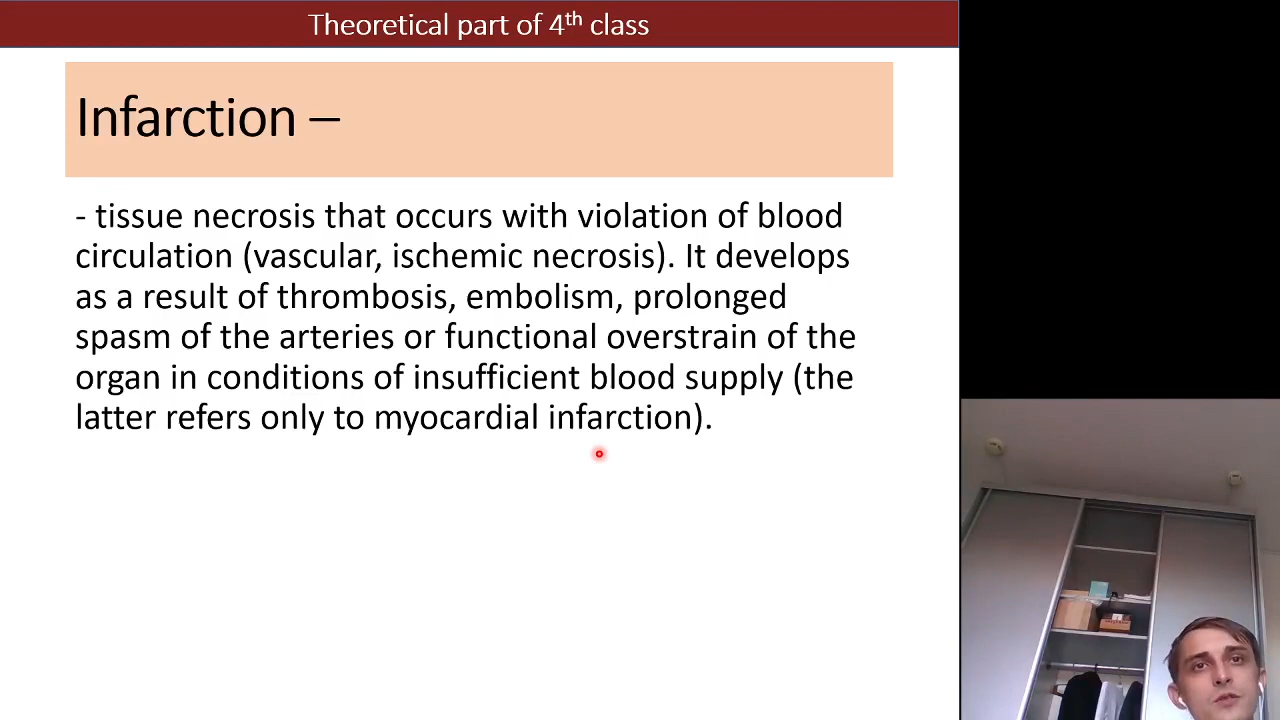 Theoretical part of 4th class
Infarction –
- tissue necrosis that occurs with violation of blood
circulation (vascular, ischemic necrosis). It develops
as a result of thrombosis, embolism, prolonged
spasm of the arteries or functional overstrain of the
organ in conditions of insufficient blood supply (the
latter refers only to myocardial infarction).